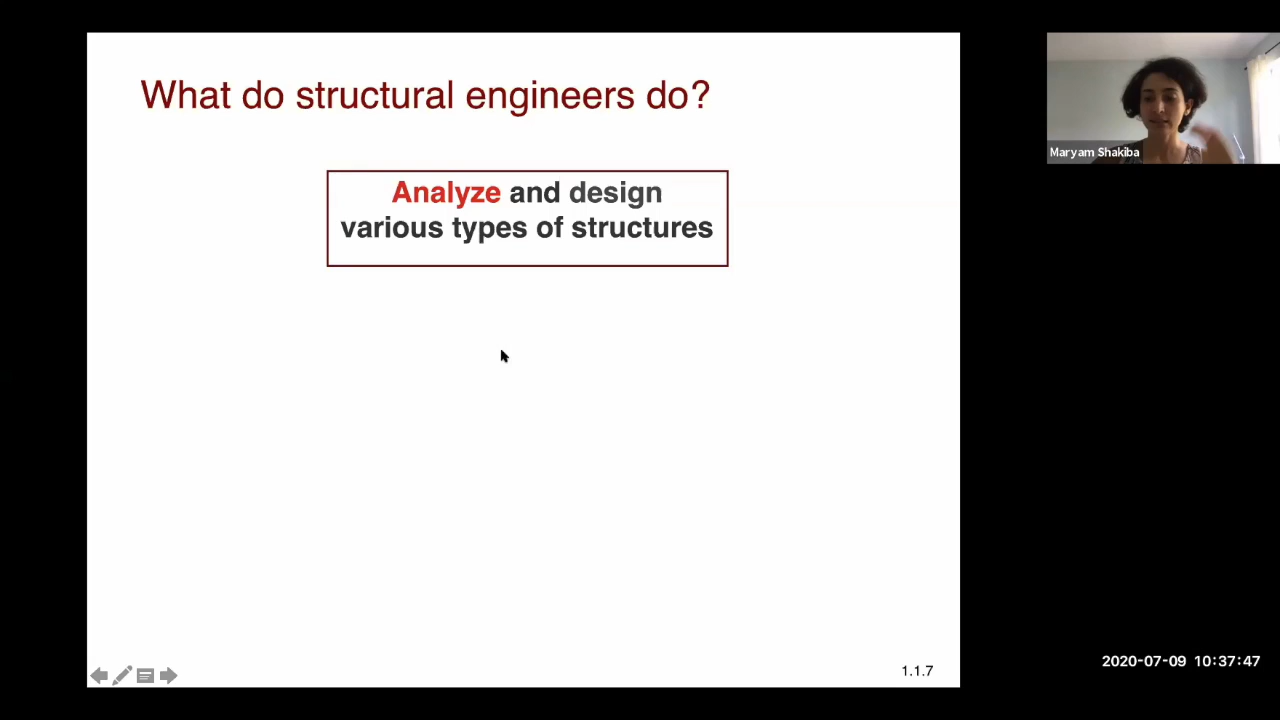 What do structural engineers do?
Analyze and design
various types of structures
Maryam Shakiba
1.1.7
2020-07-09 10:37:47